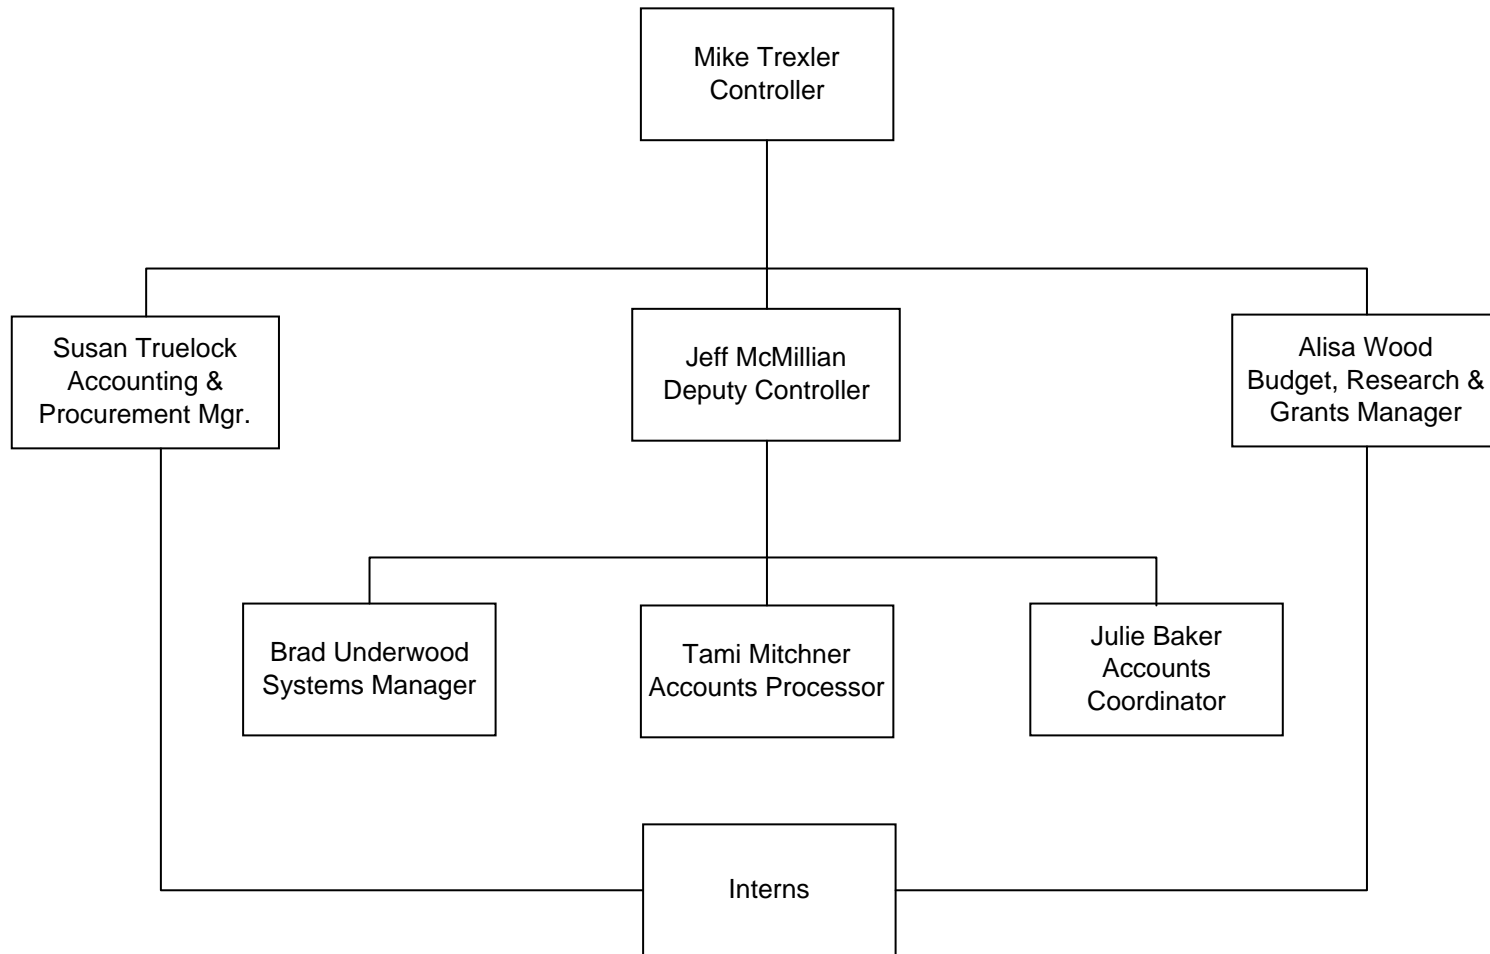 Mike Trexler
Controller
Susan Truelock
Accounting &
Procurement Mgr.
Jeff McMillian
Deputy Controller
Alisa Wood
Budget, Research &
Grants Manager
Brad Underwood
Systems Manager
Tami Mitchner
Accounts Processor
Julie Baker
Accounts
Coordinator
Interns